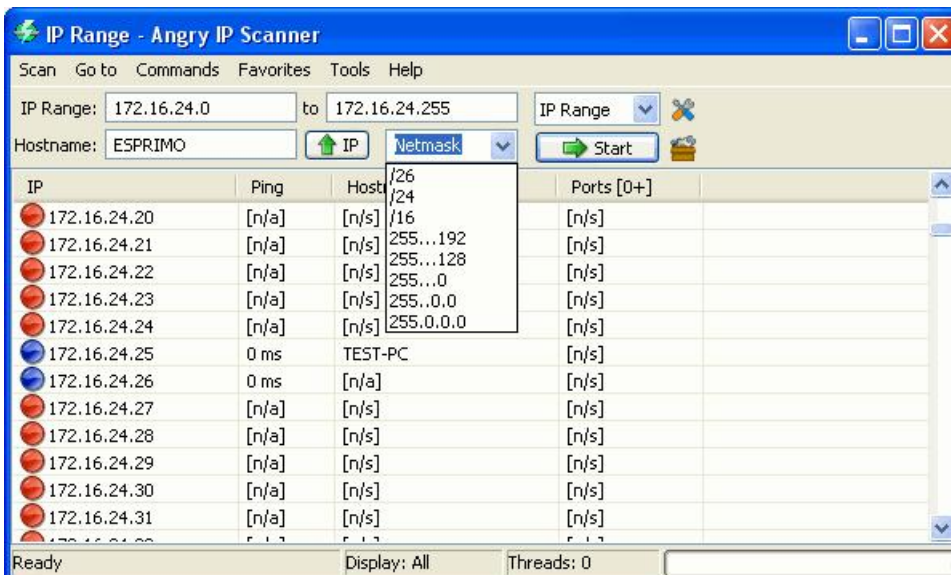 IP Range - Angry IP Scanner
Scan Go to Commands Favorites Tools Help
IP Range: 172.16.24.0 to 172.16.24.255 IP Range
Hostname: ESPRIMO IP Netmask Start
/26
/24
/16
255...192
255...128
255...0
255..0.0
255.0.0.0
IP Ping Ports [0+]
172.16.24.20 [n/a] [n/s] [n/s]
172.16.24.21 [n/a] [n/s] [n/s]
172.16.24.22 [n/a] [n/s] [n/s]
172.16.24.23 [n/a] [n/s] [n/s]
172.16.24.24 [n/a] [n/s] [n/s]
172.16.24.25 0 ms TEST-PC [n/s]
172.16.24.26 0 ms [n/a] [n/s]
172.16.24.27 [n/a] [n/s] [n/s]
172.16.24.28 [n/a] [n/s] [n/s]
172.16.24.29 [n/a] [n/s] [n/s]
172.16.24.30 [n/a] [n/s] [n/s]
172.16.24.31 [n/a] [n/s] [n/s]
Ready Display: All Threads: 0